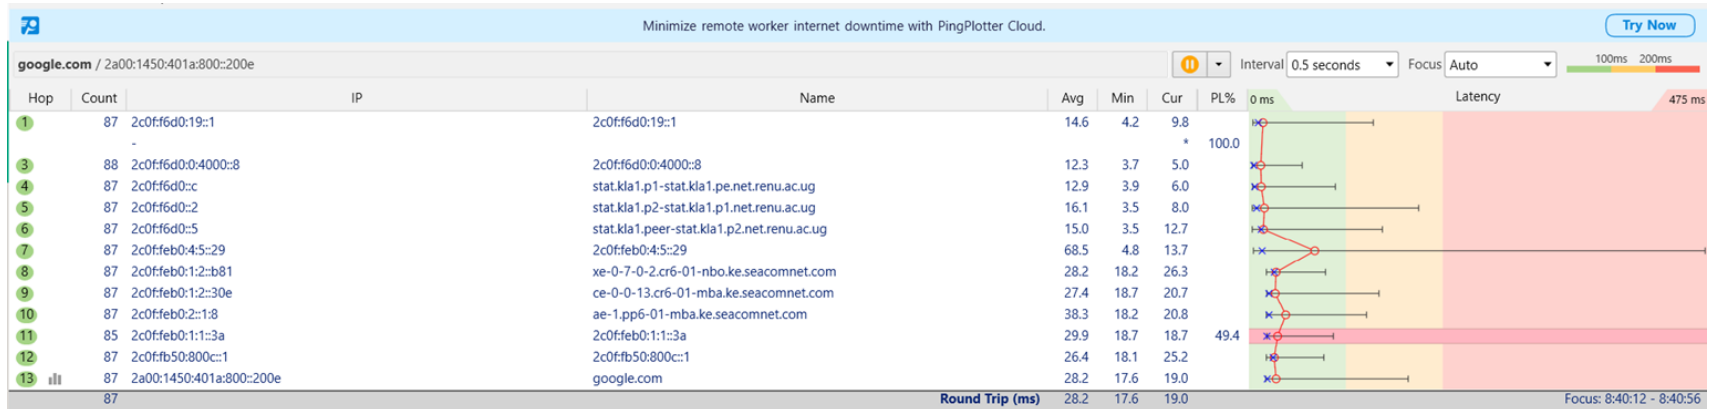 Minimize remote worker internet downtime with PingPlotter Cloud. Try Now
google.com / 2a00:1450:401a:800::200e Interval 0.5 seconds Focus Auto 100ms 200ms
Hop Count IP Name Avg Min Cur PL% 0 ms Latency 475 ms
1 87 2c0f:f6d0:19::1 2c0f:f6d0:19::1 14.6 4.2 9.8
- * 100.0
3 88 2c0f:f6d0:0:4000::8 2c0f:f6d0:0:4000::8 12.3 3.7 5.0
4 87 2c0f:f6d0::c stat.kla1.p1-stat.kla1.pe.net.renu.ac.ug 12.9 3.9 6.0
5 87 2c0f:f6d0::2 stat.kla1.p2-stat.kla1.p1.net.renu.ac.ug 16.1 3.5 8.0
6 87 2c0f:f6d0::5 stat.kla1.peer-stat.kla1.p2.net.renu.ac.ug 15.0 3.5 12.7
7 87 2c0f:feb0:4:5::29 2c0f:feb0:4:5::29 68.5 4.8 13.7
8 87 2c0f:feb0:1:2::b81 xe-0-7-0-2.cr6-01-nbo.ke.seacomnet.com 28.2 18.2 26.3
9 87 2c0f:feb0:1:2::30e ce-0-0-13.cr6-01-mba.ke.seacomnet.com 27.4 18.7 20.7
10 87 2c0f:feb0:2::1:8 ae-1.pp6-01-mba.ke.seacomnet.com 38.3 18.2 20.8
11 85 2c0f:feb0:1:1::3a 2c0f:feb0:1:1::3a 29.9 18.7 18.7 49.4
12 87 2c0f:fb50:800c::1 2c0f:fb50:800c::1 26.4 18.1 25.2
13 87 2a00:1450:401a:800::200e google.com 28.2 17.6 19.0
87 Round Trip (ms) 28.2 17.6 19.0 Focus: 8:40:12 - 8:40:56